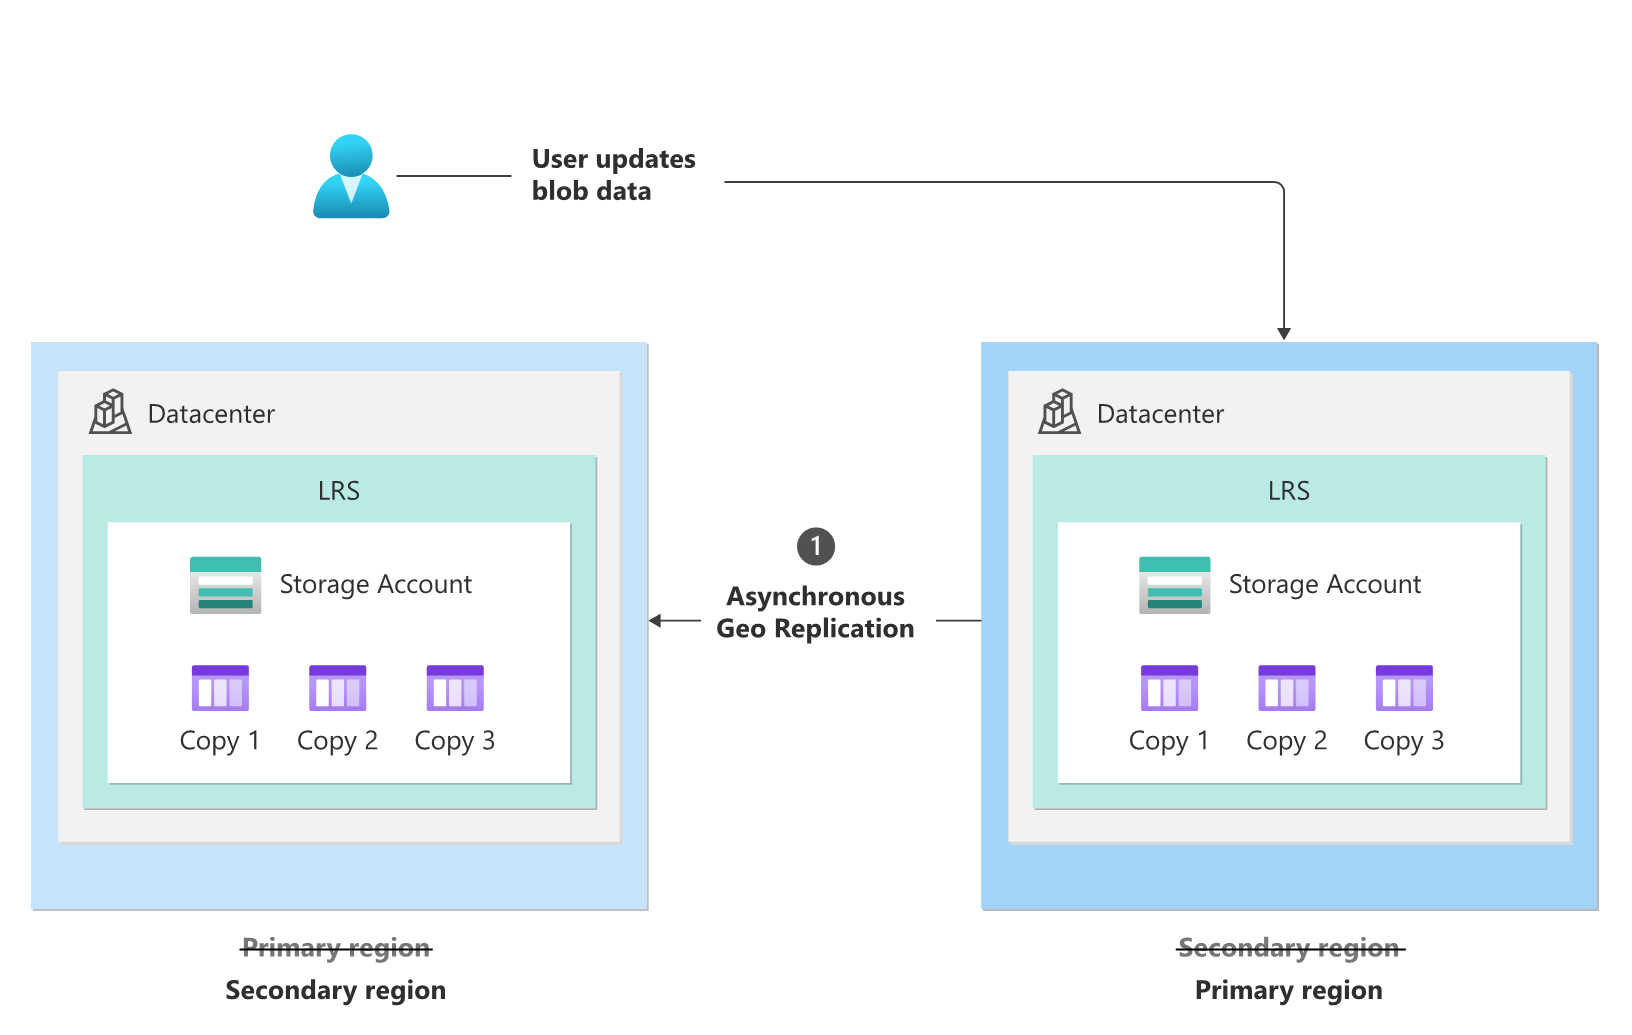 User updates
blob data
Datacenter
LRS
Storage Account
Copy 1
Copy 2
Copy 3
1
Asynchronous
Geo Replication
Datacenter
LRS
Storage Account
Copy 1
Copy 2
Copy 3
Primary region
Secondary region
Secondary region
Primary region